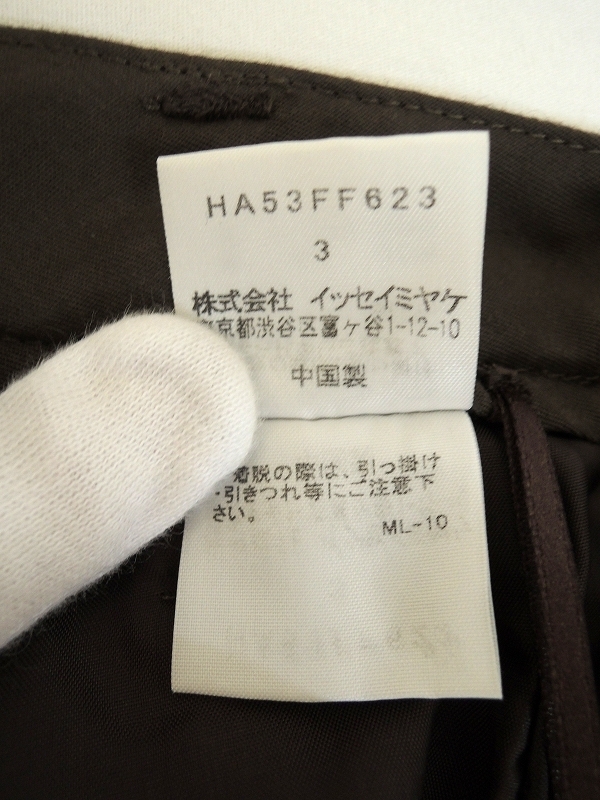 HA53FF623
3
株式会社 イッセイミヤケ
東京都渋谷区富ヶ谷1-12-10
中国製
着脱の際は、引っ掛け
・引きつれ等にご注意下
さい。
ML-10